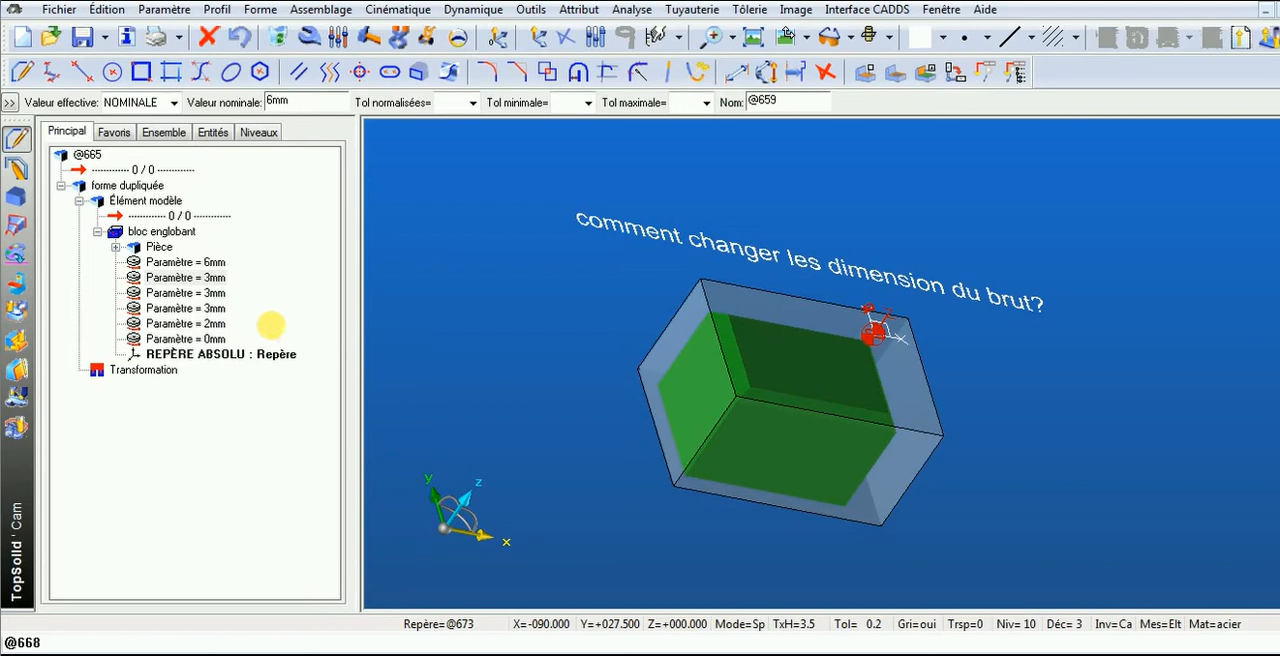 Fichier Édition Paramètre Profil Forme Assemblage Cinématique Dynamique Outils Attribut Analyse Tuyauterie Tôlerie Image Interface CADDS Fenêtre Aide
>> Valeur effective: NOMINALE Valeur nominale: 6mm Tol normalisées= Tol minimale= Tol maximale= Nom: @659
Principal Favoris Ensemble Entités Niveaux
@665
------------ 0 / 0 ------------
forme dupliquée
Élément modèle
------------ 0 / 0 ------------
bloc englobant
Pièce
Paramètre = 6mm
Paramètre = 3mm
Paramètre = 3mm
Paramètre = 3mm
Paramètre = 2mm
Paramètre = 0mm
REPÈRE ABSOLU : Repère
Transformation
comment changer les dimension du brut?
X
y
z
x
TopSolid'Cam
Repère=@673 X=-090.000 Y=+027.500 Z=+000.000 Mode=Sp TxH=3.5 Tol= 0.2 Gri=oui Trsp=0 Niv= 10 Déc= 3 Inv=Ca Mes=Elt Mat=acier
@668